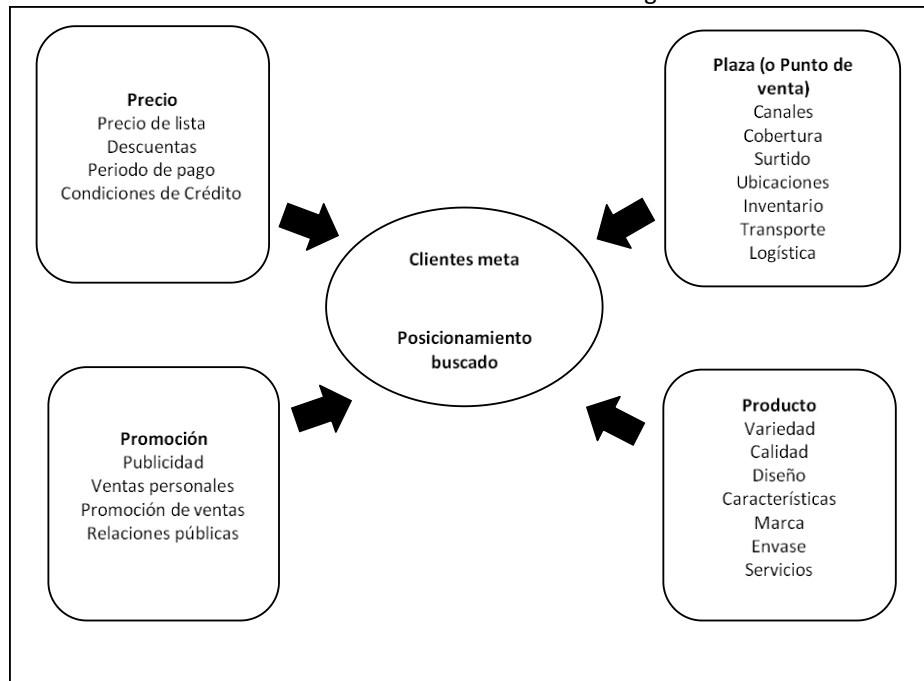 Precio
Precio de lista
Descuentas
Periodo de pago
Condiciones de Crédito
Plaza (o Punto de
venta)
Canales
Cobertura
Surtido
Ubicaciones
Inventario
Transporte
Logística
Clientes meta
Posicionamiento
buscado
Promoción
Publicidad
Ventas personales
Promoción de ventas
Relaciones públicas
Producto
Variedad
Calidad
Diseño
Característícas
Marca
Envase
Servicios